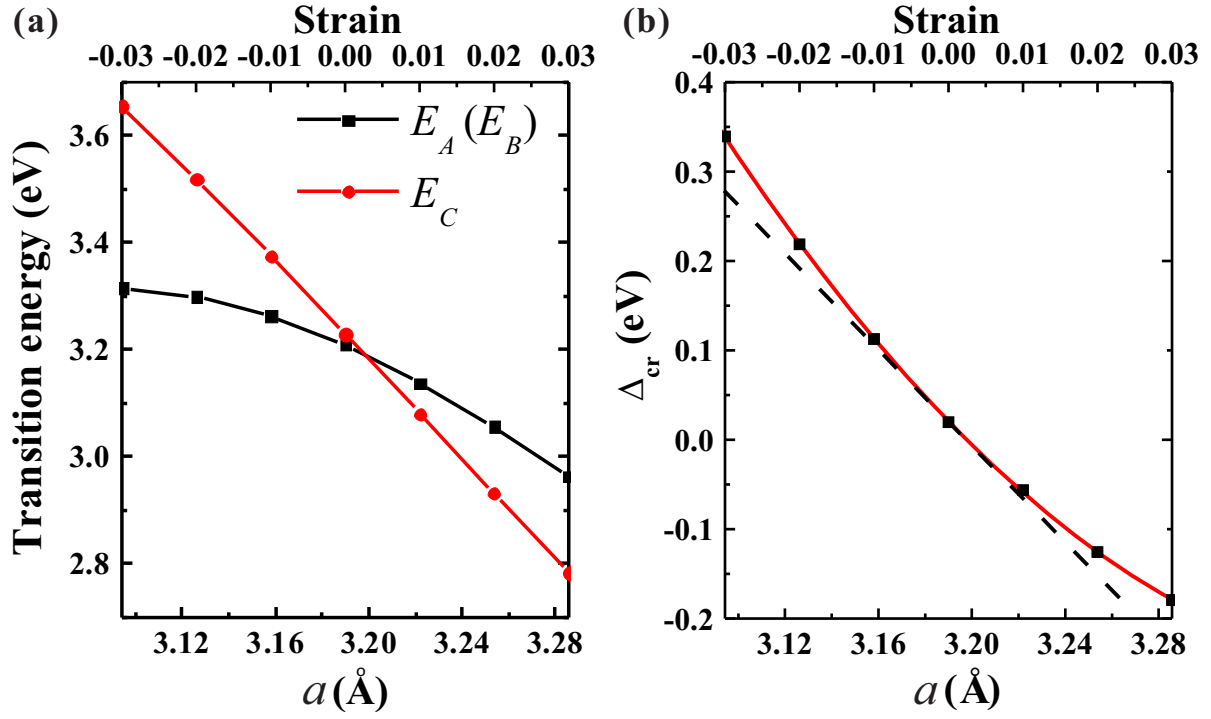 (a)
Strain
-0.03 -0.02 -0.01 0.00 0.01 0.02 0.03
E_A (E_B)
E_C
3.6
3.4
3.2
3.0
2.8
Transition energy (eV)
3.12 3.16 3.20 3.24 3.28
a (Å)
(b)
Strain
-0.03 -0.02 -0.01 0.00 0.01 0.02 0.03
0.4
0.3
0.2
0.1
0.0
-0.1
-0.2
Δ_cr (eV)
3.12 3.16 3.20 3.24 3.28
a (Å)